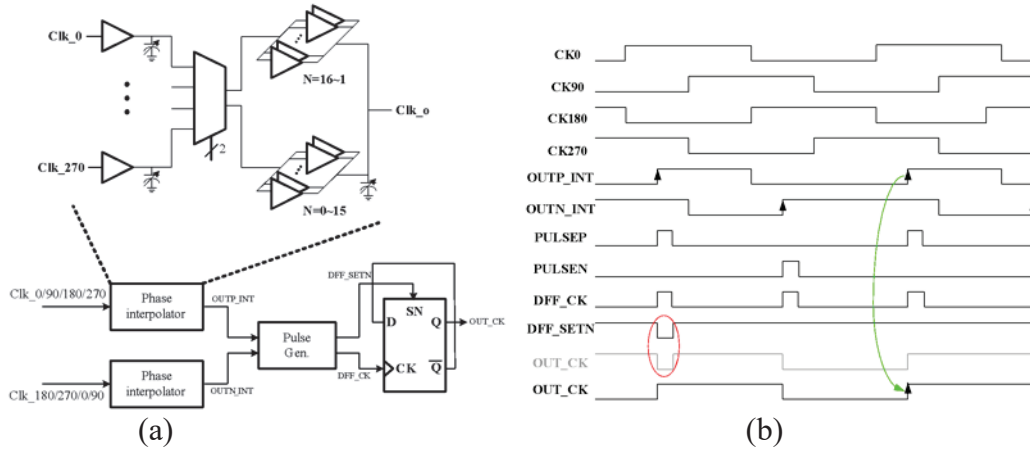 Clk_0
Clk_270
2
N=16~1
N=0~15
Clk_o
Clk_0/90/180/270
Phase
interpolator
OUTP_INT
Clk_180/270/0/90
Phase
interpolator
OUTN_INT
Pulse
Gen.
DFF_SETN
DFF_CK
SN
D
Q
CK
Q
OUT_CK
(a)
CK0
CK90
CK180
CK270
OUTP_INT
OUTN_INT
PULSEP
PULSEN
DFF_CK
DFF_SETN
OUT_CK
OUT_CK
(b)